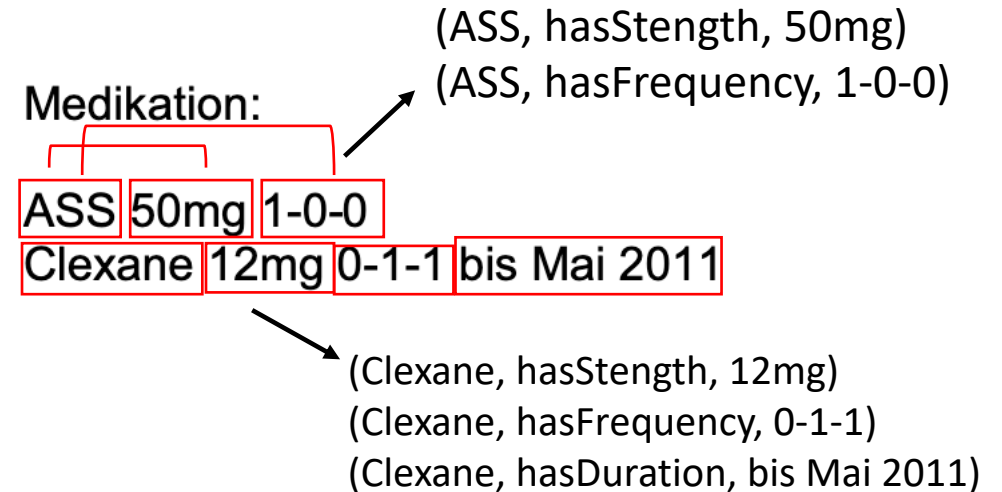 (ASS, hasStength, 50mg)
(ASS, hasFrequency, 1-0-0)
Medikation:
ASS 50mg 1-0-0
Clexane 12mg 0-1-1 bis Mai 2011
(Clexane, hasStength, 12mg)
(Clexane, hasFrequency, 0-1-1)
(Clexane, hasDuration, bis Mai 2011)